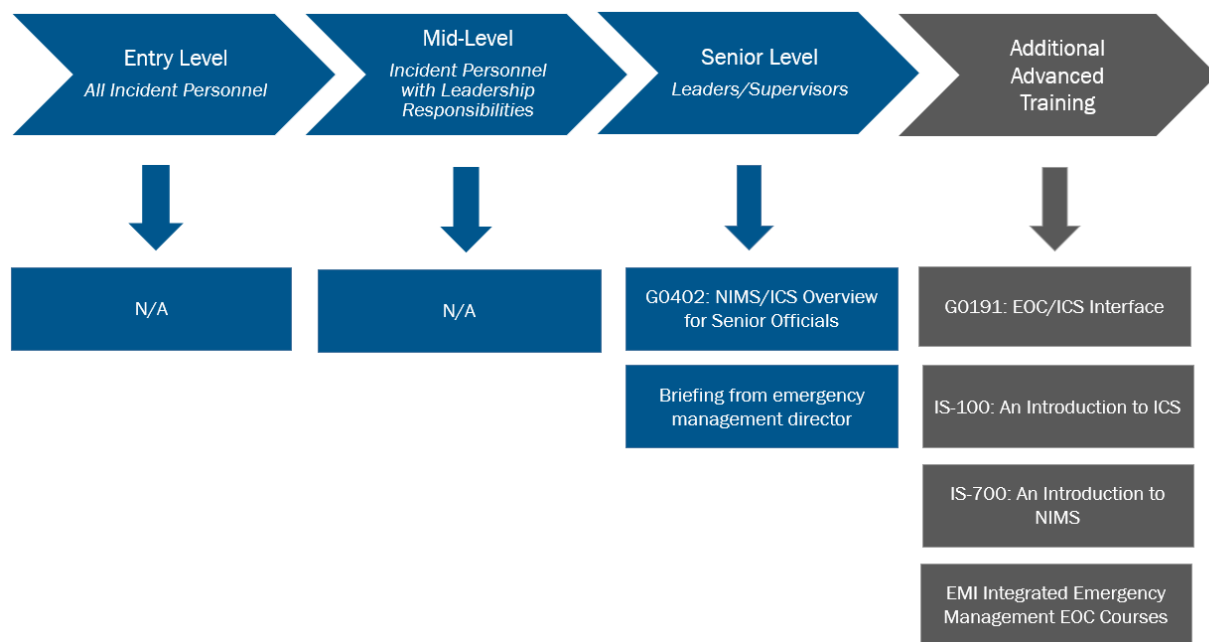 Entry Level
All Incident Personnel
Mid-Level
Incident Personnel
with Leadership
Responsibilities
Senior Level
Leaders/Supervisors
Additional
Advanced
Training
N/A
N/A
G0402: NIMS/ICS Overview
for Senior Officials
Briefing from emergency
management director
G0191: EOC/ICS Interface
IS-100: An Introduction to ICS
IS-700: An Introduction to
NIMS
EMI Integrated Emergency
Management EOC Courses